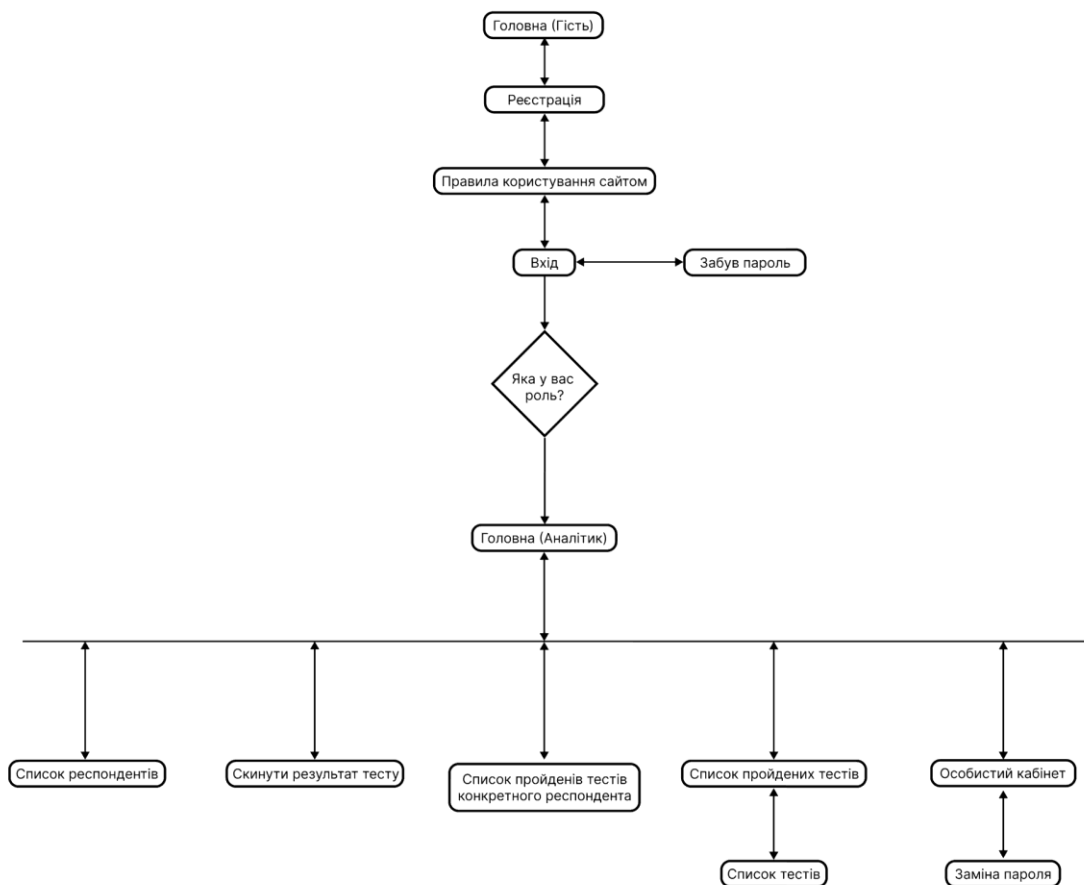 Головна (Гість)
Реєстрація
Правила користування сайтом
Вхід
Забув пароль
Яка у вас
роль?
Головна (Аналітик)
Список респондентів
Скинути результат тесту
Список пройденів тестів
конкретного респондента
Список пройдених тестів
Особистий кабінет
Список тестів
Заміна пароля